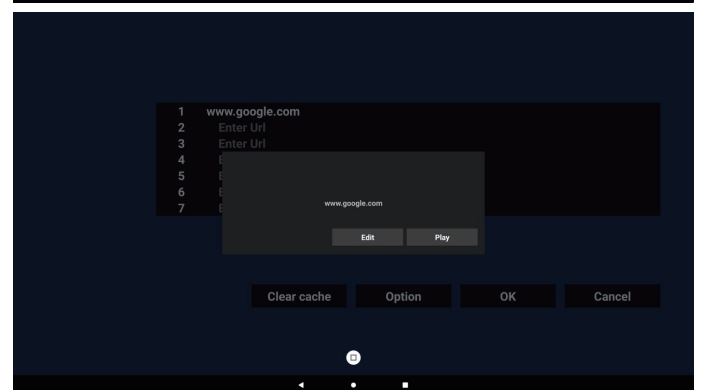 1 www.google.com
2 Enter Url
3 Enter Url
4 E
5 E
6 E
7 E
www.google.com
Edit Play
Clear cache Option OK Cancel